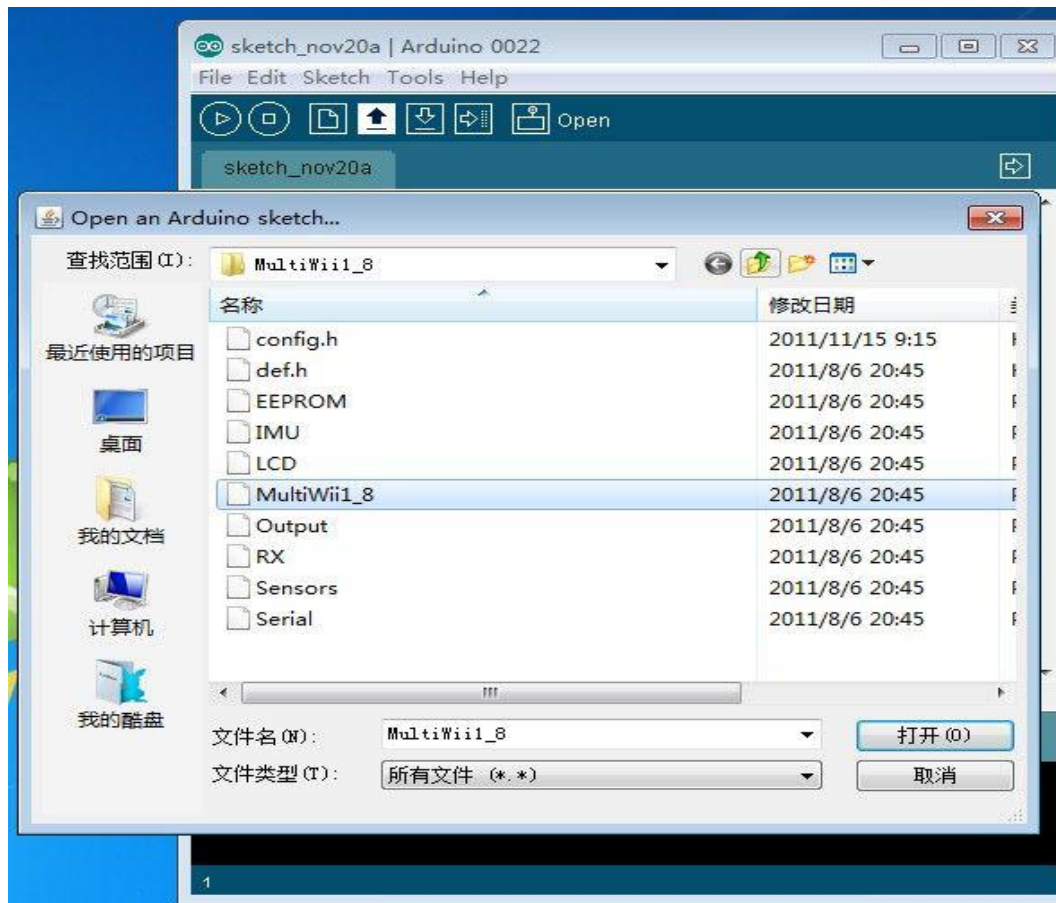 sketch_nov20a | Arduino 0022
File Edit Sketch Tools Help
Open
sketch_nov20a
Open an Arduino sketch...
查找范围(I): MultiWii1_8
名称 修改日期
config.h 2011/11/15 9:15
def.h 2011/8/6 20:45
EEPROM 2011/8/6 20:45
IMU 2011/8/6 20:45
LCD 2011/8/6 20:45
MultiWii1_8 2011/8/6 20:45
Output 2011/8/6 20:45
RX 2011/8/6 20:45
Sensors 2011/8/6 20:45
Serial 2011/8/6 20:45
最近使用的项目
桌面
我的文档
计算机
我的酷盘
文件名(N): MultiWii1_8 打开(O)
文件类型(T): 所有文件 (*.*) 取消
1